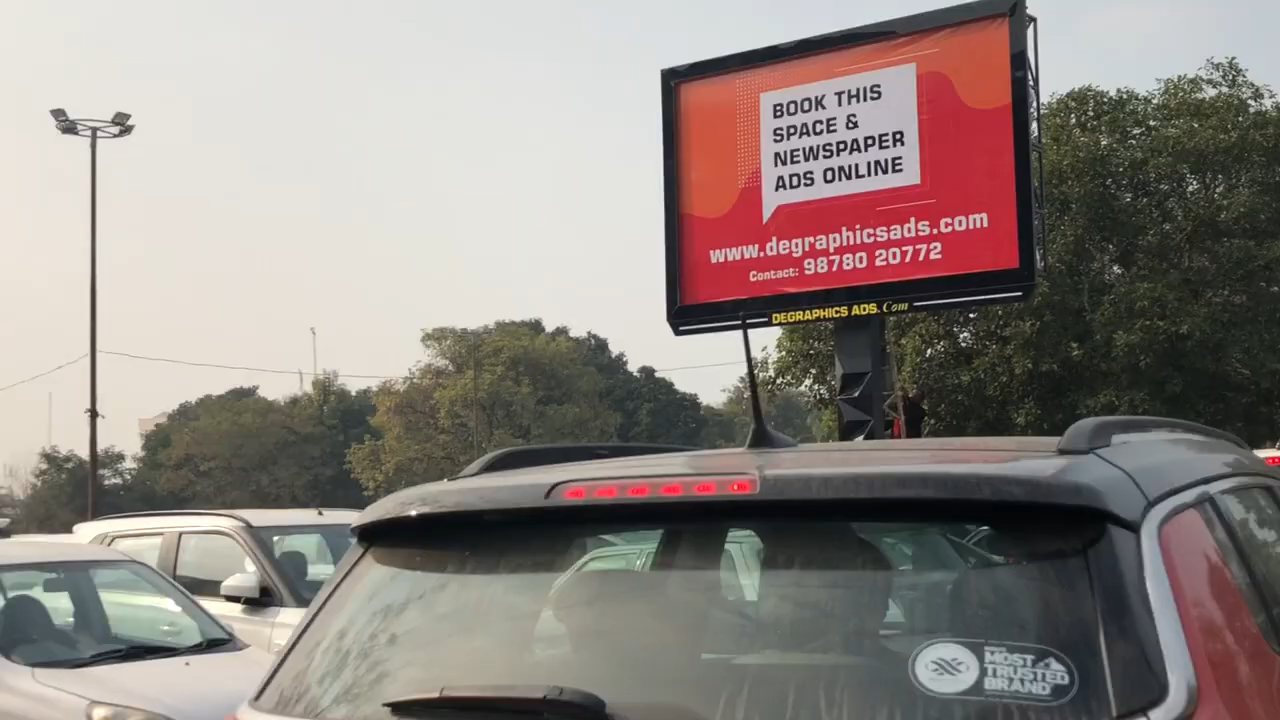 BOOK THIS
SPACE &
NEWSPAPER
ADS ONLINE
www.degraphicsads.com
Contact: 98780 20772
DEGRAPHICS ADS.Com
MOST
TRUSTED
BRAND